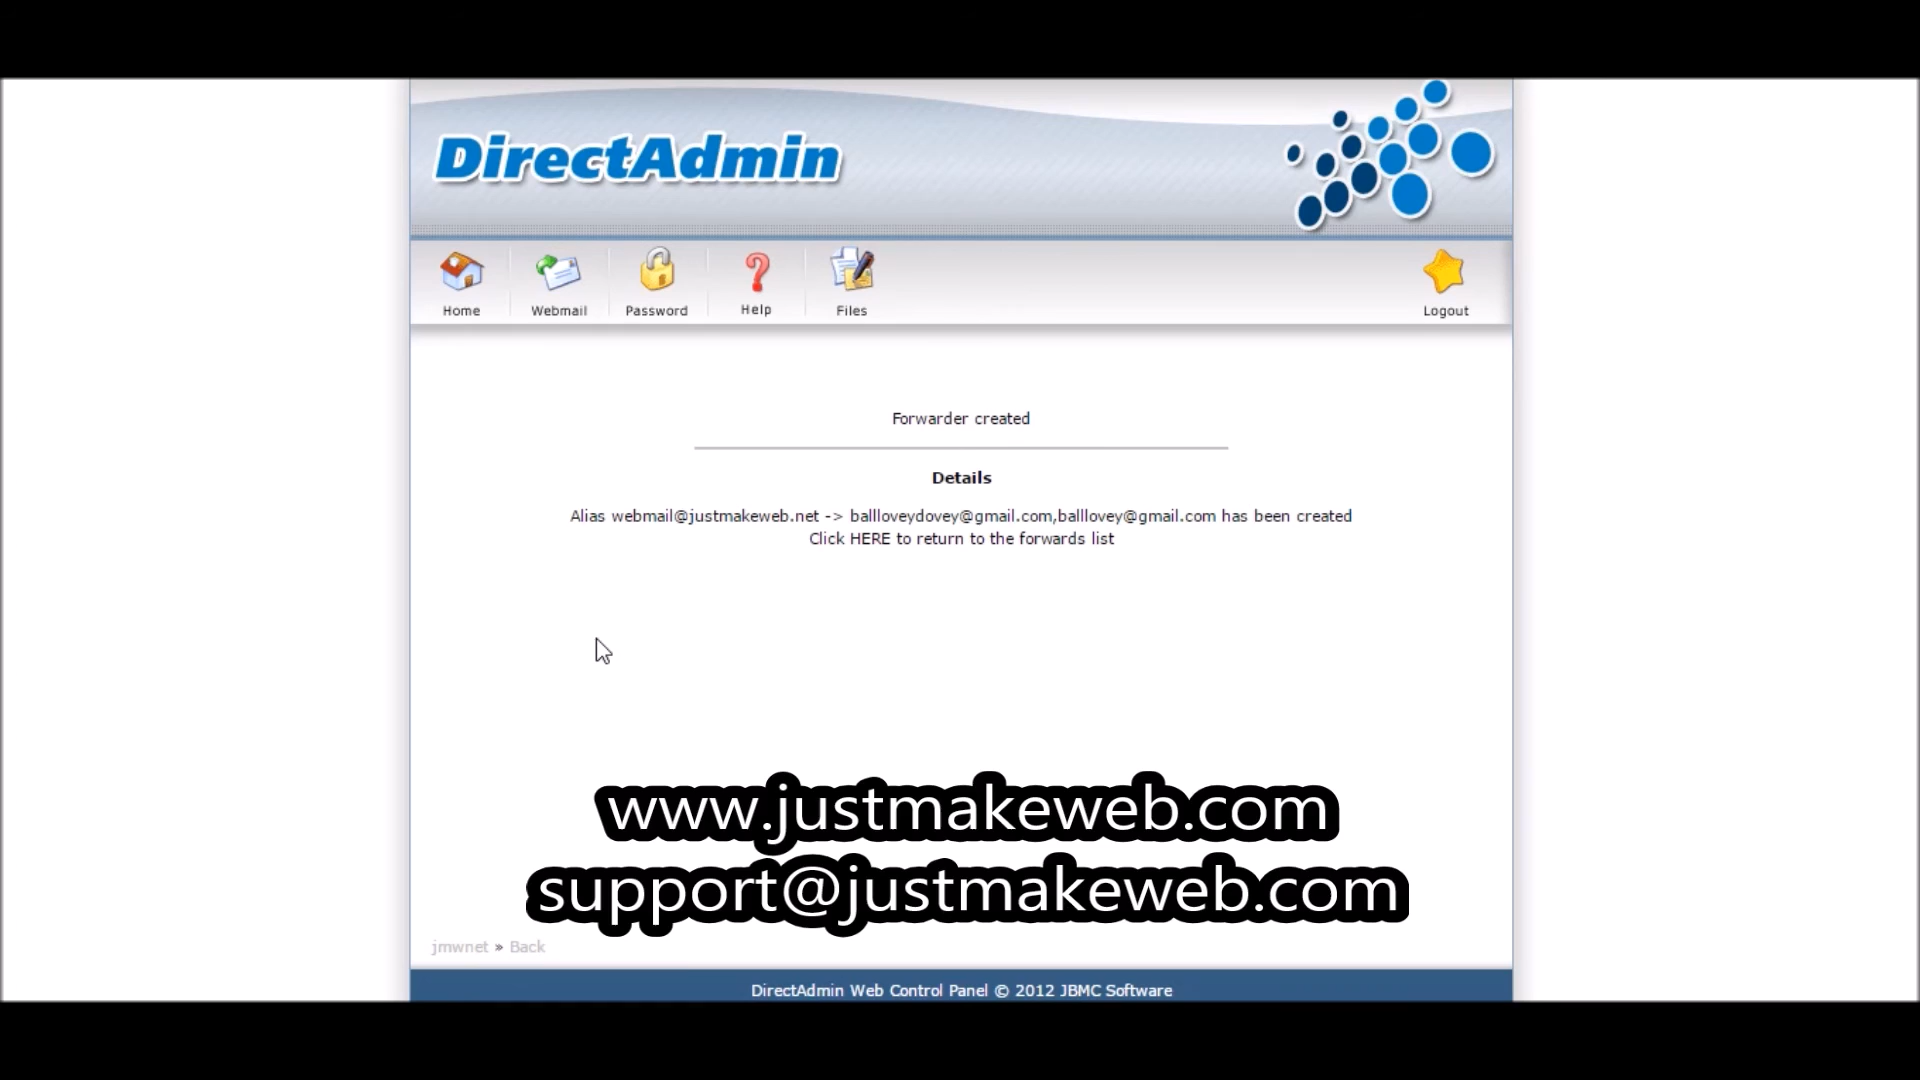 DirectAdmin
Home
Webmail
Password
Help
Files
Logout
Forwarder created
Details
Alias webmail@justmakeweb.net -> ballloveydovey@gmail.com,balllovey@gmail.com has been created
Click HERE to return to the forwards list
www.justmakeweb.com
support@justmakeweb.com
jmwnet » Back
DirectAdmin Web Control Panel © 2012 JBMC Software